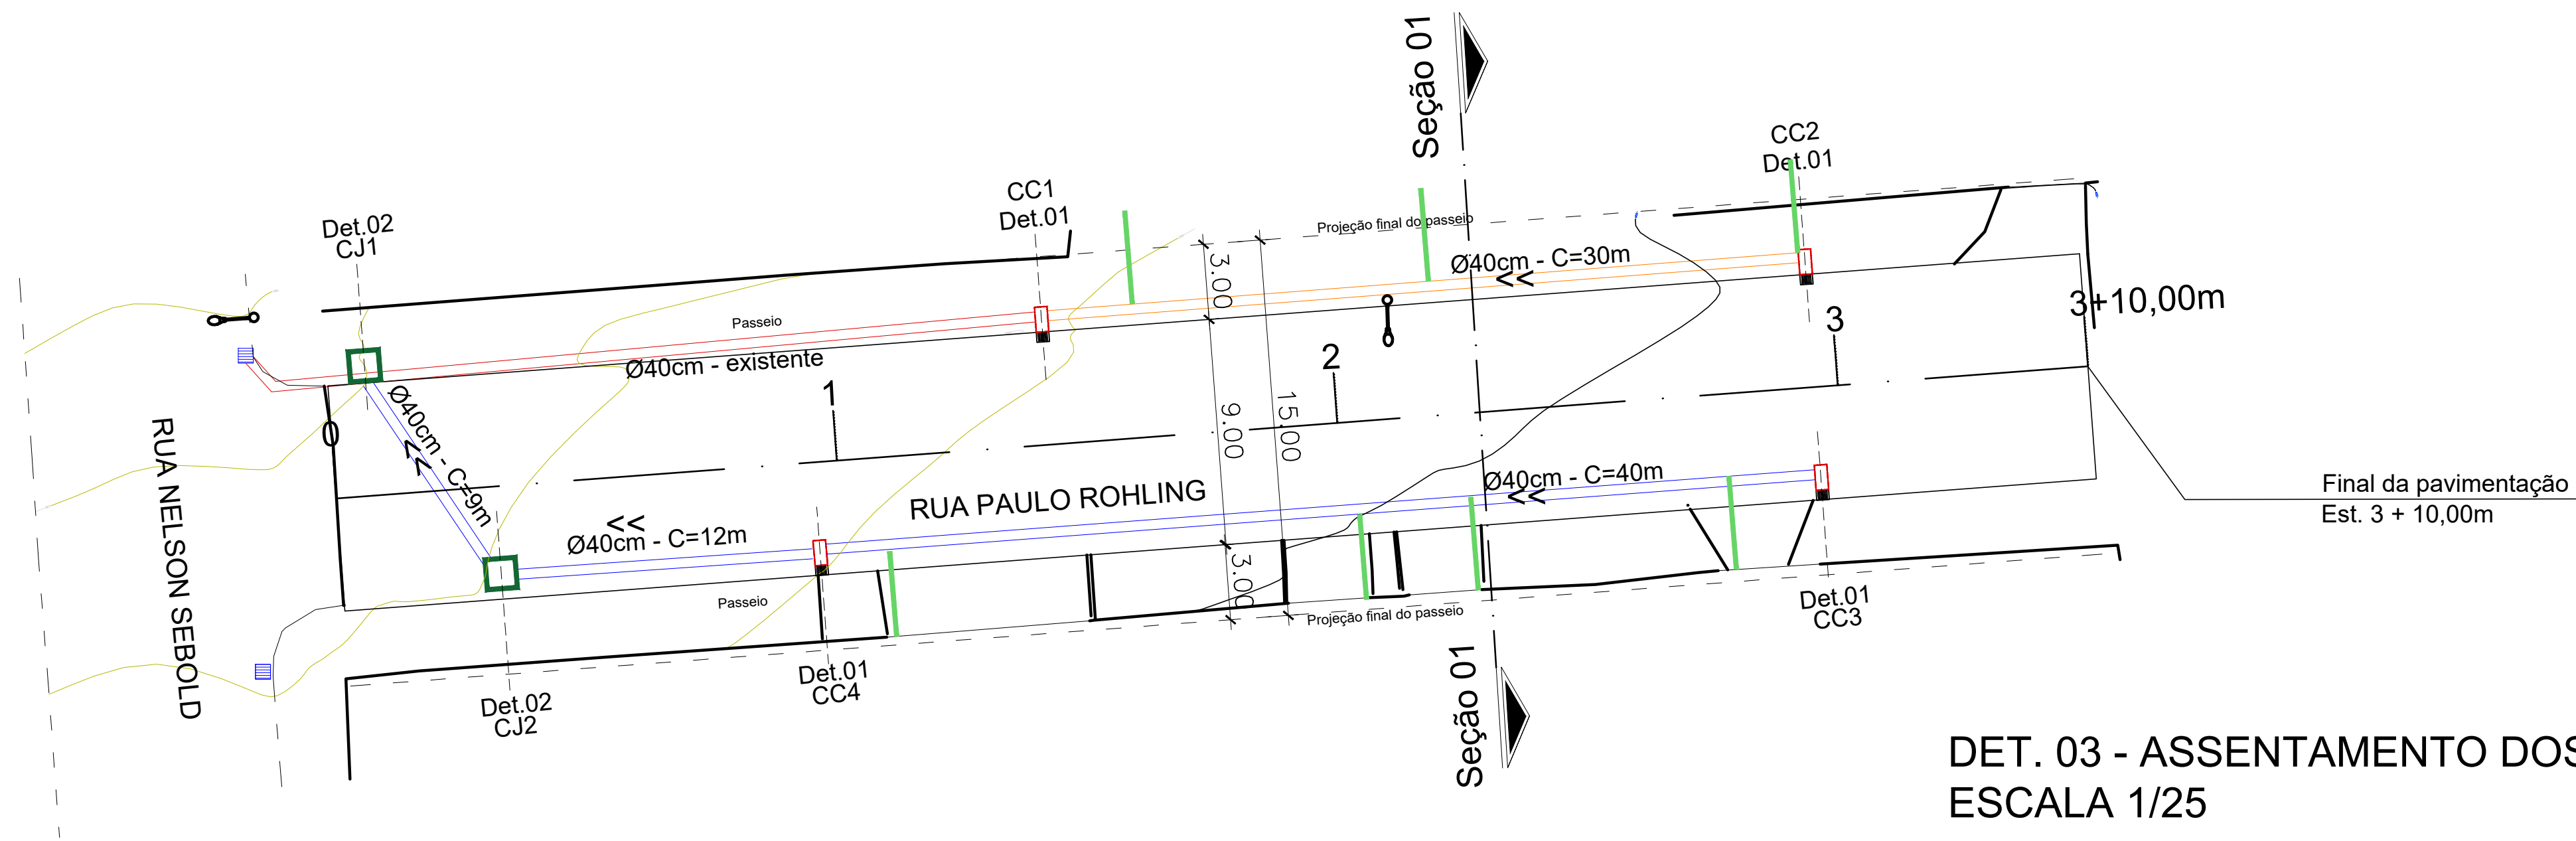 Seção 01
CC2
Det.01
CC1
Det.01
Det.02
CJ1
Projeção final do passeio
Ø40cm - C=30m
<<
3.00
3+10,00m
3
Passeio
Ø40cm - existente
2
1
0
Ø40cm - C=9m
<<
9.00
15.00
RUA NELSON SEBOLD
RUA PAULO ROHLING
Ø40cm - C=40m
<<
<<
Ø40cm - C=12m
3.00
Final da pavimentação
Est. 3 + 10,00m
Passeio
Projeção final do passeio
Det.01
CC3
Det.01
CC4
Det.02
CJ2
Seção 01
DET. 03 - ASSENTAMENTO DOS
ESCALA 1/25